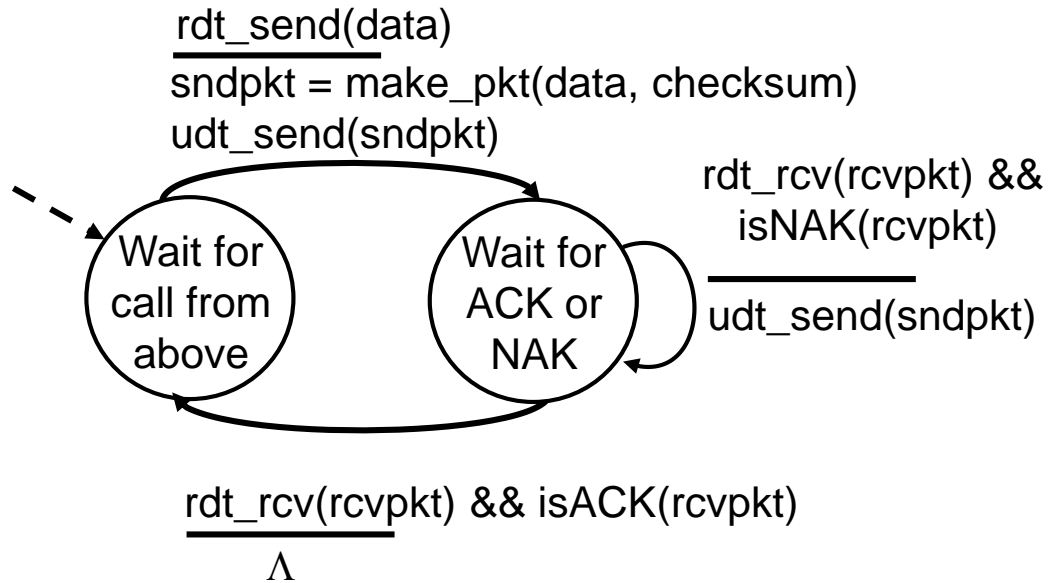 rdt_send(data)
sndpkt = make_pkt(data, checksum)
udt_send(sndpkt)
rdt_rcv(rcvpkt) &&
isNAK(rcvpkt)
udt_send(sndpkt)
Wait for
call from
above
Wait for
ACK or
NAK
rdt_rcv(rcvpkt) && isACK(rcvpkt)
Λ